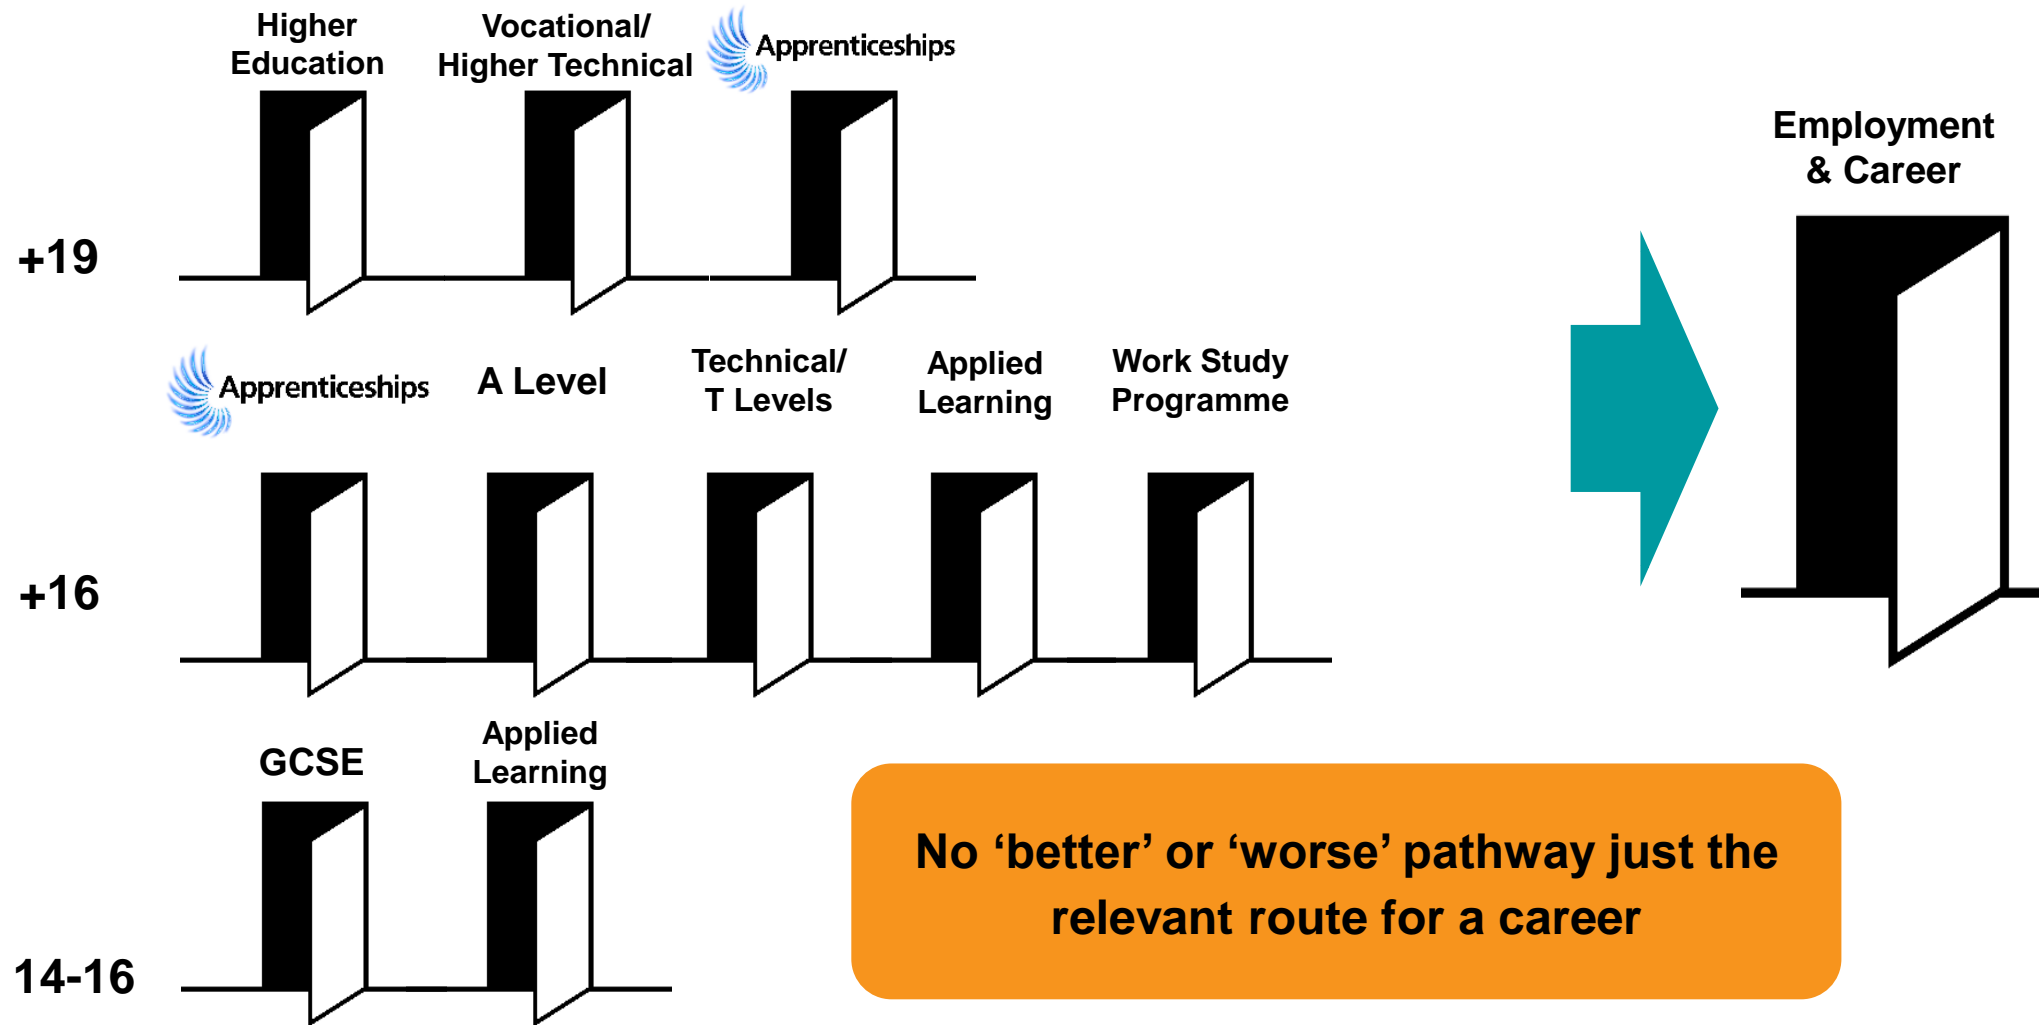 Higher
Education
Vocational/
Higher Technical
Apprenticeships
Employment
& Career
+19
Apprenticeships
A Level
Technical/
T Levels
Applied
Learning
Work Study
Programme
+16
GCSE
Applied
Learning
No ‘better’ or ‘worse’ pathway just the
relevant route for a career
14-16